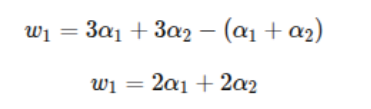 w₁ = 3α₁ + 3α₂ − (α₁ + α₂)
w₁ = 2α₁ + 2α₂